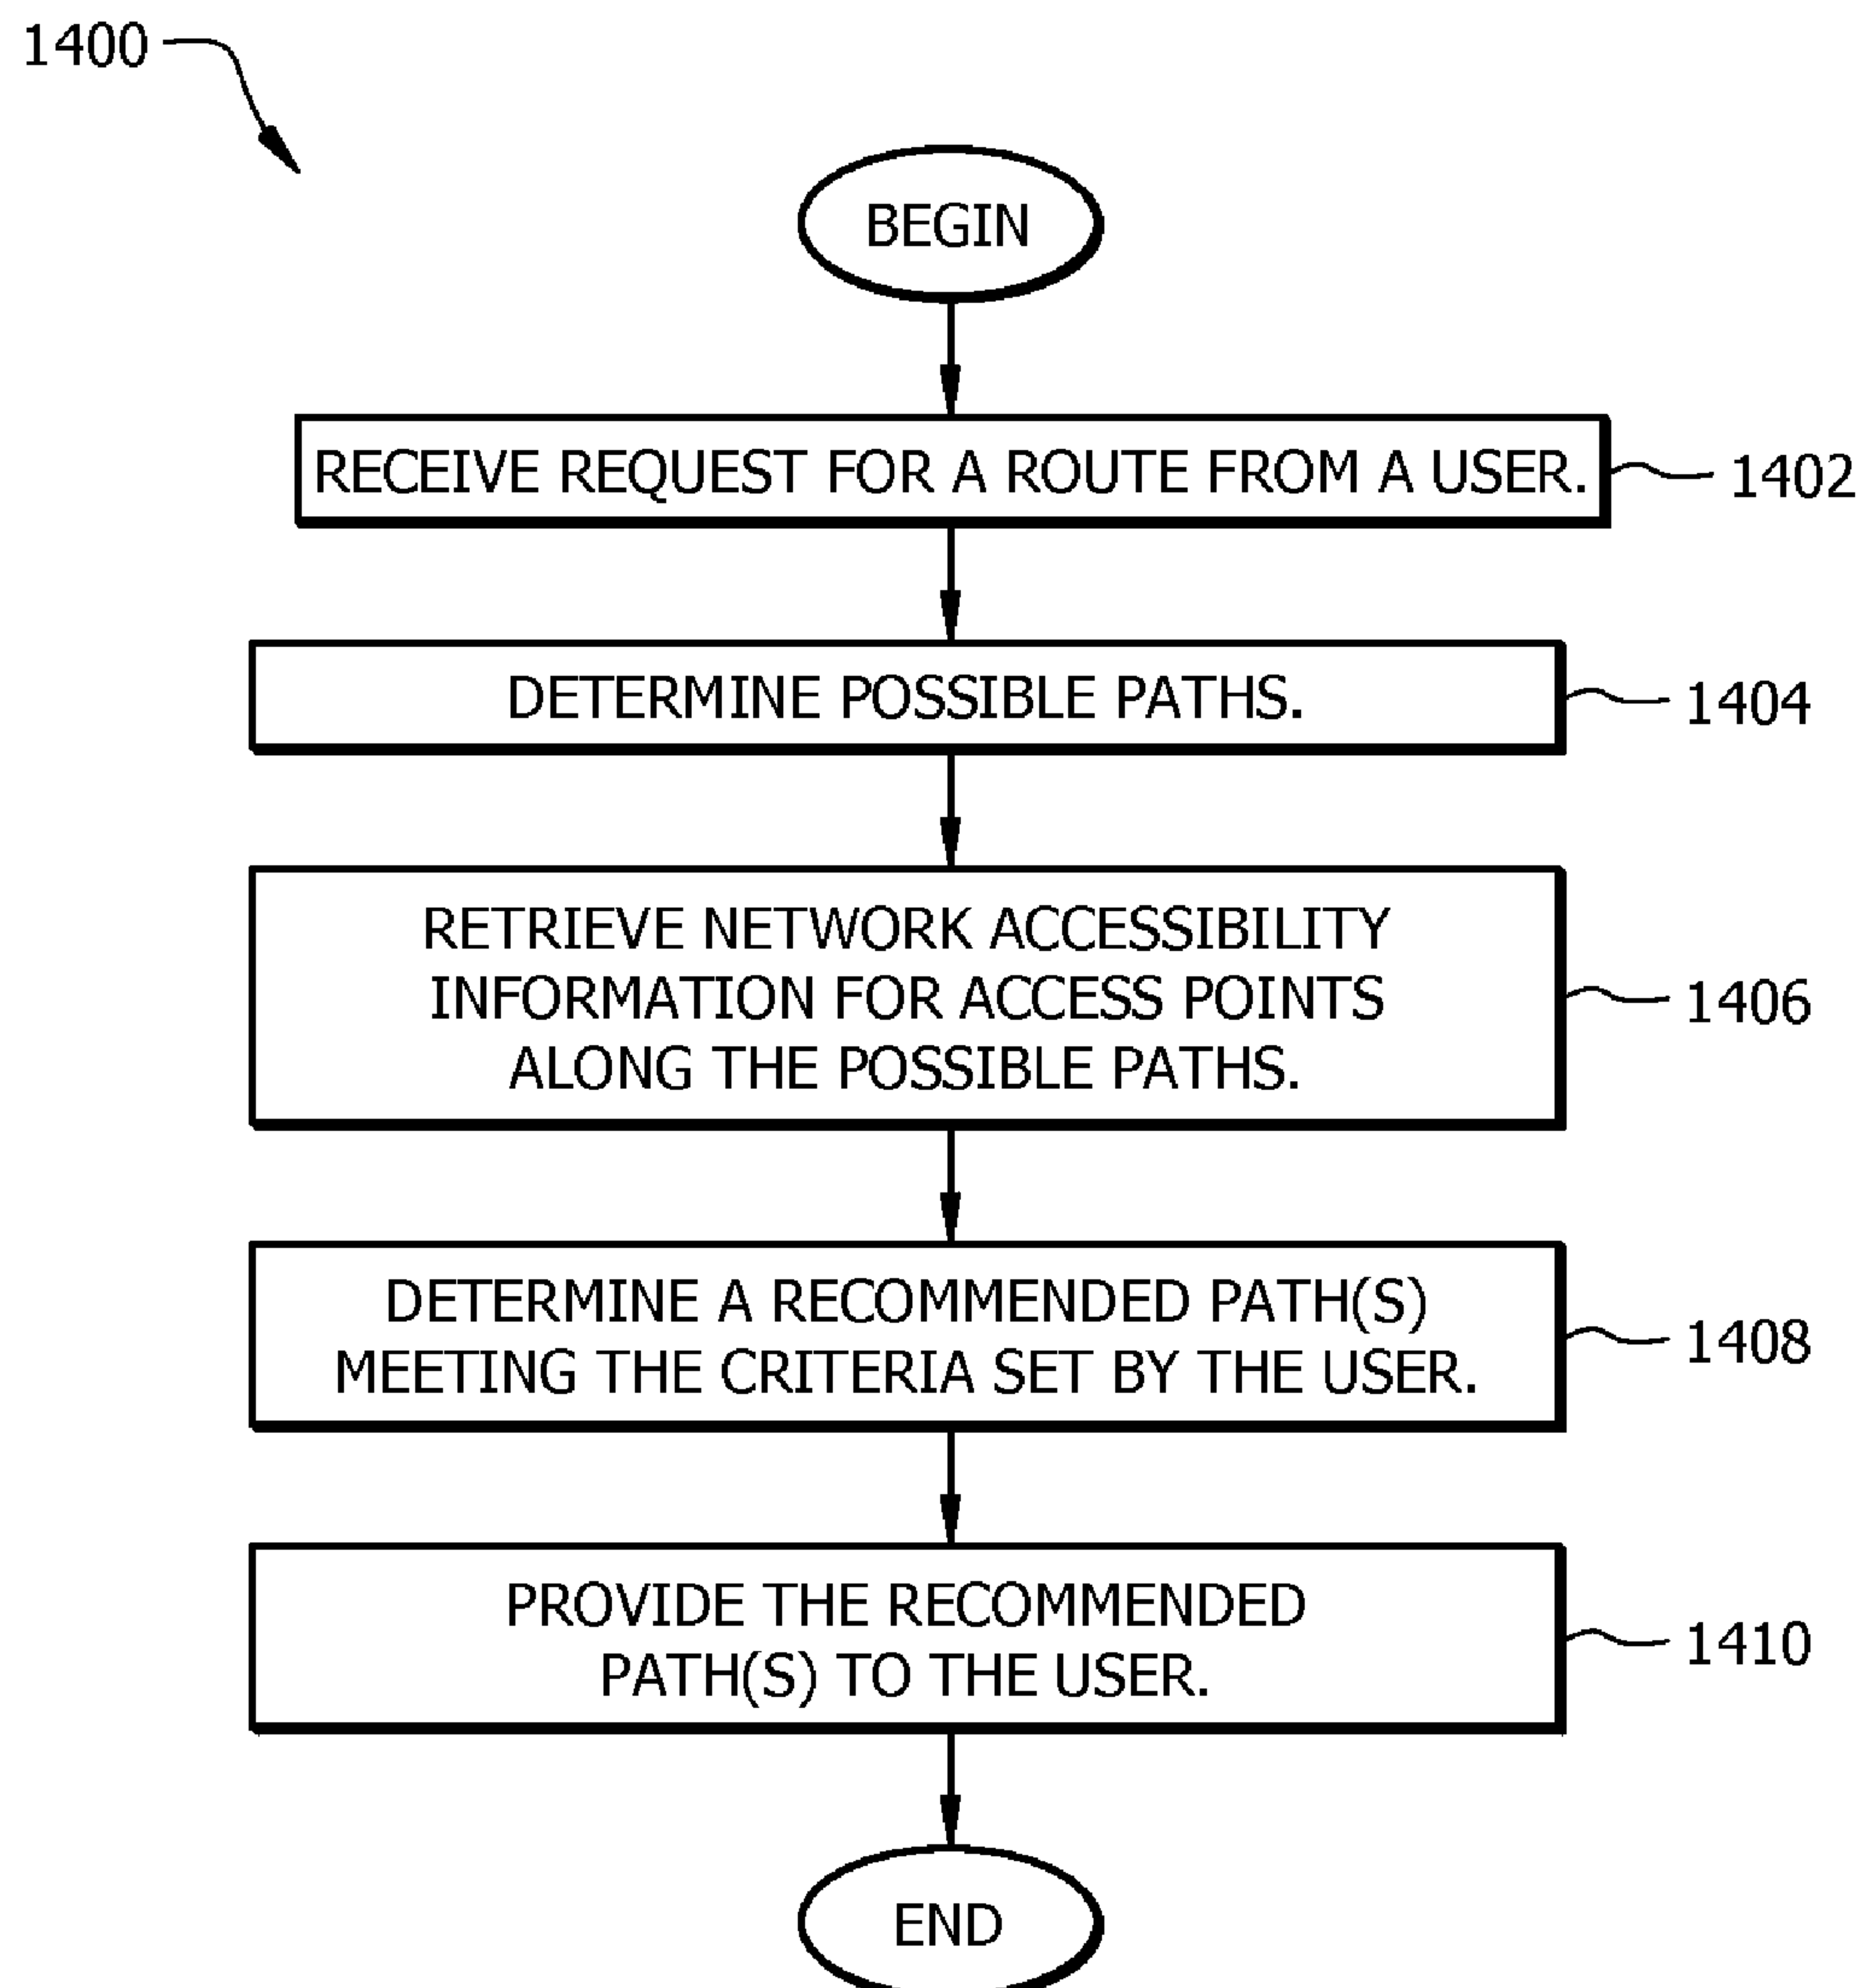 1400
BEGIN
RECEIVE REQUEST FOR A ROUTE FROM A USER.
1402
DETERMINE POSSIBLE PATHS.
1404
RETRIEVE NETWORK ACCESSIBILITY
INFORMATION FOR ACCESS POINTS
ALONG THE POSSIBLE PATHS.
1406
DETERMINE A RECOMMENDED PATH(S)
MEETING THE CRITERIA SET BY THE USER.
1408
PROVIDE THE RECOMMENDED
PATH(S) TO THE USER.
1410
END